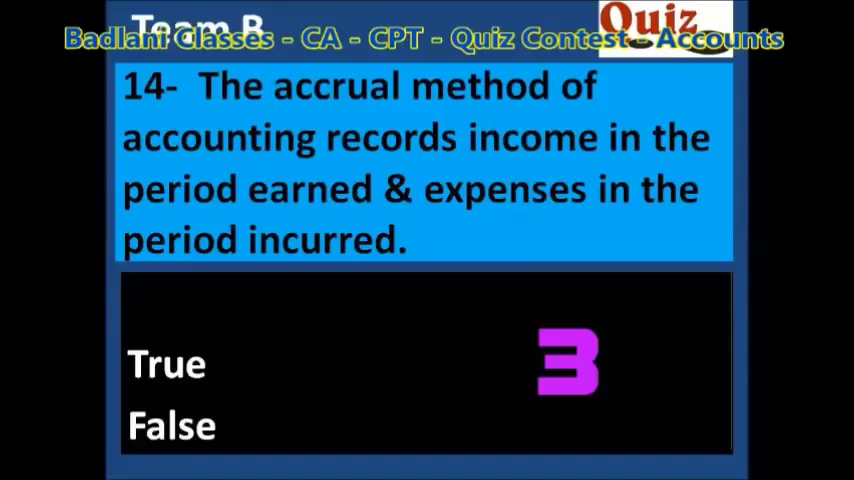 Team B
Quiz
Badlani Classes - CA - CPT - Quiz Contest - Accounts
14- The accrual method of
accounting records income in the
period earned & expenses in the
period incurred.
True
3
False